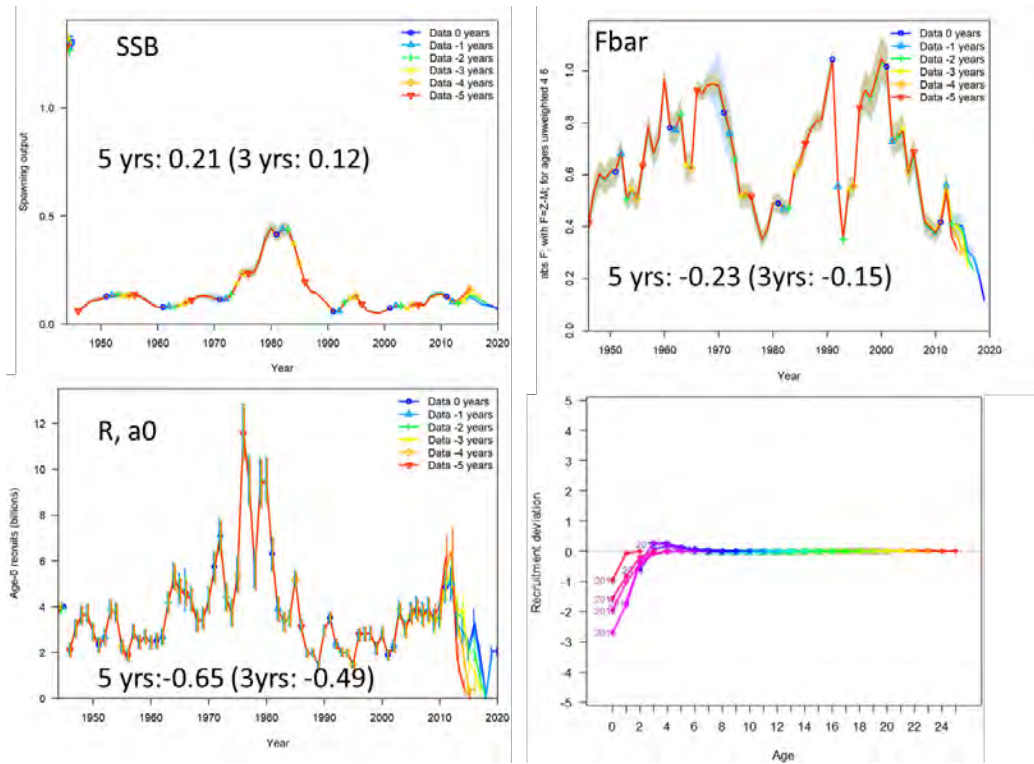 SSB
Data 0 years
Data -1 years
Data -2 years
Data -3 years
Data -4 years
Data -5 years
5 yrs: 0.21 (3 yrs: 0.12)
Spawning output
1.0
0.5
0.0
1950 1960 1970 1980 1990 2000 2010 2020
Year
Fbar
Data 0 years
Data -1 years
Data -2 years
Data -3 years
Data -4 years
Data -5 years
5 yrs: -0.23 (3yrs: -0.15)
abs F, with F=Z-M; for ages unweighted 4 6
1.0
0.8
0.6
0.4
0.2
0.0
1950 1960 1970 1980 1990 2000 2010 2020
Year
R, a0
Data 0 years
Data -1 years
Data -2 years
Data -3 years
Data -4 years
Data -5 years
5 yrs:-0.65 (3yrs: -0.49)
Age-0 recruits (billions)
12
10
8
6
4
2
0
1950 1960 1970 1980 1990 2000 2010 2020
Year
Recruitment deviation
5
4
3
2
1
0
-1
-2
-3
-4
-5
0 2 4 6 8 10 12 14 16 18 20 22 24
Age